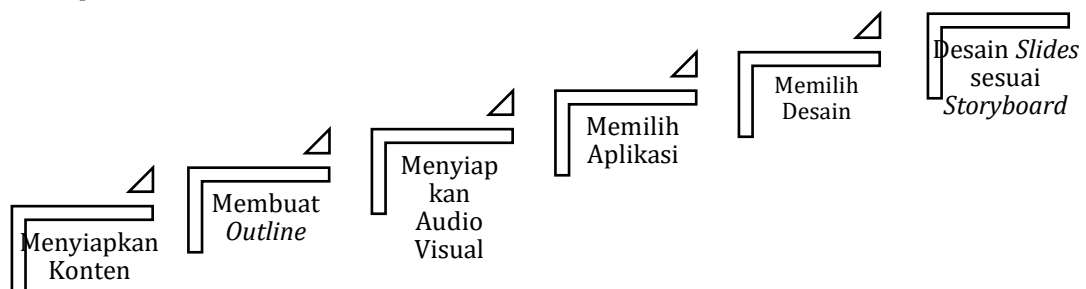 Menyiapkan
Konten
Membuat
Outline
Menyiap
kan
Audio
Visual
Memilih
Aplikasi
Memilih
Desain
Desain Slides
sesuai
Storyboard